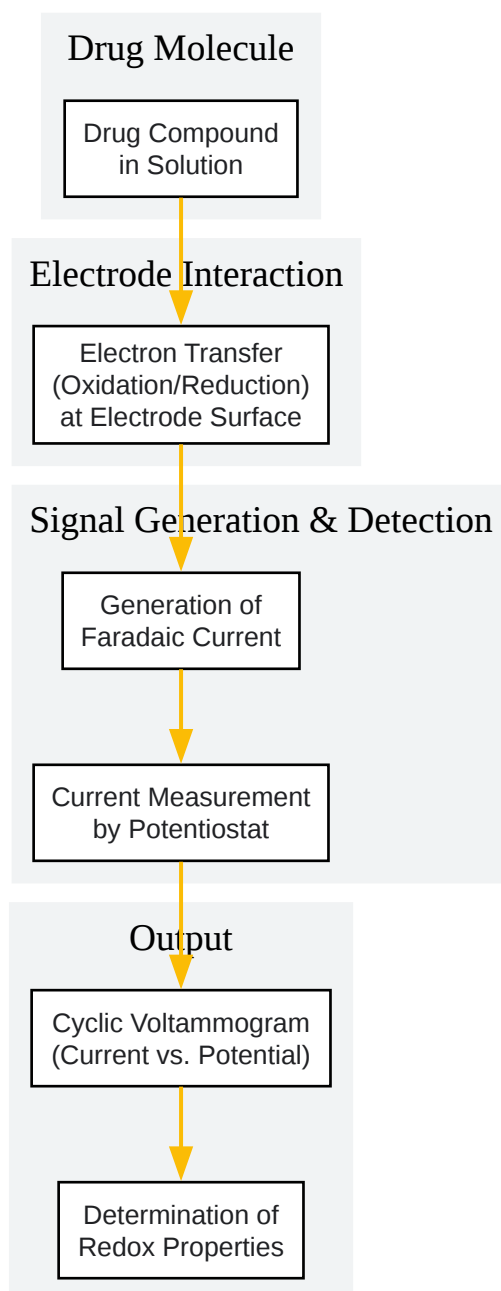 Drug Molecule
Drug Compound
in Solution
Electrode Interaction
Electron Transfer
(Oxidation/Reduction)
at Electrode Surface
Signal Generation & Detection
Generation of
Faradaic Current
Current Measurement
by Potentiostat
Output
Cyclic Voltammogram
(Current vs. Potential)
Determination of
Redox Properties